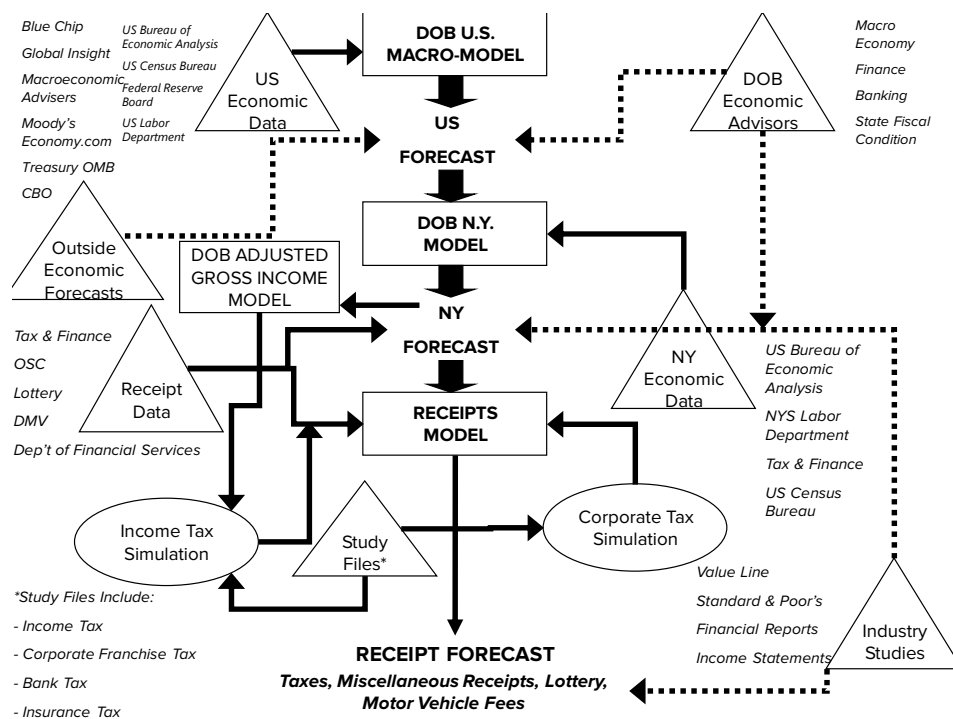 Blue Chip
Global Insight
Macroeconomic
Advisers
Moody's
Economy.com
Treasury OMB
CBO
US Bureau of
Economic Analysis
US Census Bureau
Federal Reserve
Board
US Labor
Department
US
Economic
Data
DOB U.S.
MACRO-MODEL
DOB
Economic
Advisors
Macro
Economy
Finance
Banking
State Fiscal
Condition
US
FORECAST
Outside
Economic
Forecasts
DOB ADJUSTED
GROSS INCOME
MODEL
DOB N.Y.
MODEL
NY
FORECAST
Tax & Finance
OSC
Lottery
DMV
Dep't of Financial Services
Receipt
Data
RECEIPTS
MODEL
NY
Economic
Data
US Bureau of
Economic
Analysis
NYS Labor
Department
Tax & Finance
US Census
Bureau
Income Tax
Simulation
Study
Files*
Corporate Tax
Simulation
*Study Files Include:
- Income Tax
- Corporate Franchise Tax
- Bank Tax
- Insurance Tax
Value Line
Standard & Poor's
Financial Reports
Income Statements
Industry
Studies
RECEIPT FORECAST
Taxes, Miscellaneous Receipts, Lottery,
Motor Vehicle Fees